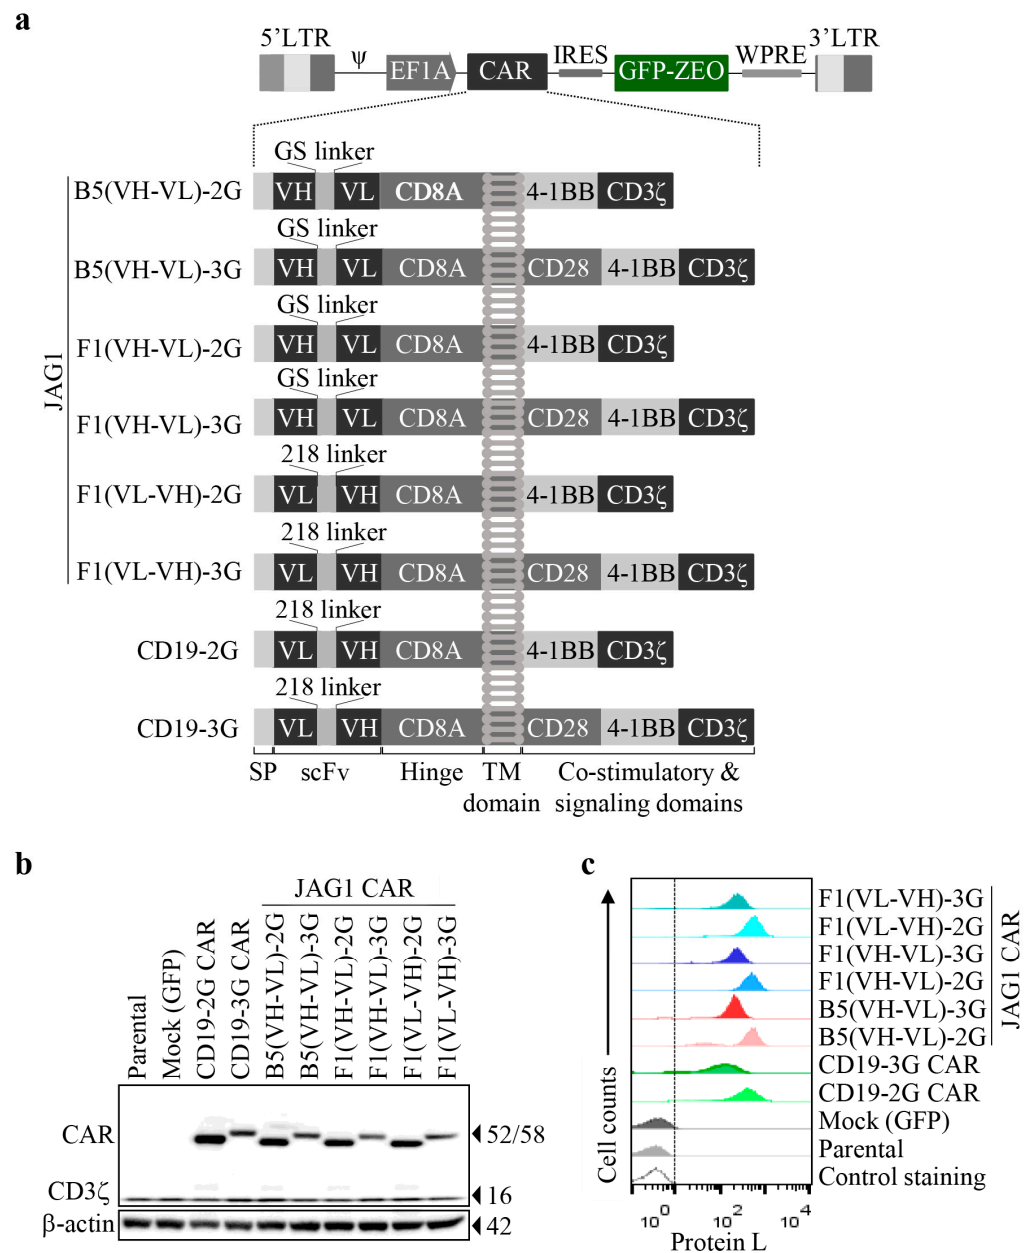 a
5’LTR ψ EF1A CAR IRES GFP-ZEO WPRE 3’LTR
JAG1
GS linker
B5(VH-VL)-2G VH VL CD8A 4-1BB CD3ζ
GS linker
B5(VH-VL)-3G VH VL CD8A CD28 4-1BB CD3ζ
GS linker
F1(VH-VL)-2G VH VL CD8A 4-1BB CD3ζ
GS linker
F1(VH-VL)-3G VH VL CD8A CD28 4-1BB CD3ζ
218 linker
F1(VL-VH)-2G VL VH CD8A 4-1BB CD3ζ
218 linker
F1(VL-VH)-3G VL VH CD8A CD28 4-1BB CD3ζ
218 linker
CD19-2G VL VH CD8A 4-1BB CD3ζ
218 linker
CD19-3G VL VH CD8A CD28 4-1BB CD3ζ
SP scFv Hinge TM Co-stimulatory &
domain signaling domains
b
JAG1 CAR
Parental
Mock (GFP)
CD19-2G CAR
CD19-3G CAR
B5(VH-VL)-2G
B5(VH-VL)-3G
F1(VH-VL)-2G
F1(VH-VL)-3G
F1(VL-VH)-2G
F1(VL-VH)-3G
CAR 52/58
CD3ζ 16
β-actin 42
c
Cell counts
F1(VL-VH)-3G
F1(VL-VH)-2G
F1(VH-VL)-3G
F1(VH-VL)-2G
B5(VH-VL)-3G
B5(VH-VL)-2G
JAG1 CAR
CD19-3G CAR
CD19-2G CAR
Mock (GFP)
Parental
Control staining
10⁰ 10² 10⁴
Protein L